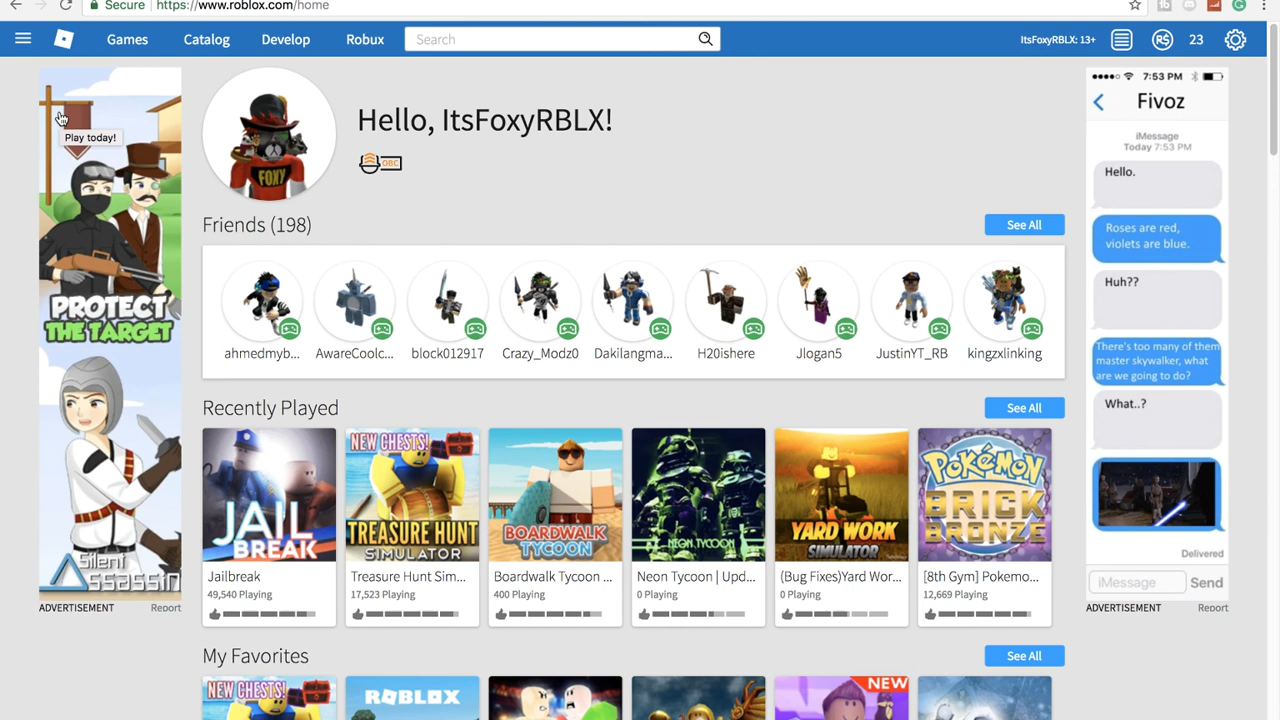 Secure https://www.roblox.com/home
Games Catalog Develop Robux Search ItsFoxyRBLX: 13+ R$ 23
Play today!
PROTECT
THE TARGET
Silent
Assassin
ADVERTISEMENT Report
Hello, ItsFoxyRBLX!
OBC
FOXY
Friends (198) See All
ahmedmyb... AwareCoolc... block012917 Crazy_Modz0 Dakilangma... H20ishere Jlogan5 JustinYT_RB kingzxlinking
Recently Played See All
JAIL
BREAK
NEW CHESTS!
TREASURE HUNT
SIMULATOR
BOARDWALK
TYCOON
NEON TYCOON
YARD WORK
SIMULATOR
POKéMON
BRICK
BRONZE
Jailbreak Treasure Hunt Sim... Boardwalk Tycoon ... Neon Tycoon | Upd... (Bug Fixes)Yard Wor... [8th Gym] Pokemo...
49,540 Playing 17,523 Playing 400 Playing 0 Playing 0 Playing 12,669 Playing
My Favorites See All
NEW CHESTS!
ROBLOX
NEW
7:53 PM
Fivoz
iMessage
Today 7:53 PM
Hello.
Roses are red,
violets are blue.
Huh??
There's too many of them
master skywalker, what
are we going to do?
What..?
Delivered
iMessage Send
ADVERTISEMENT Report